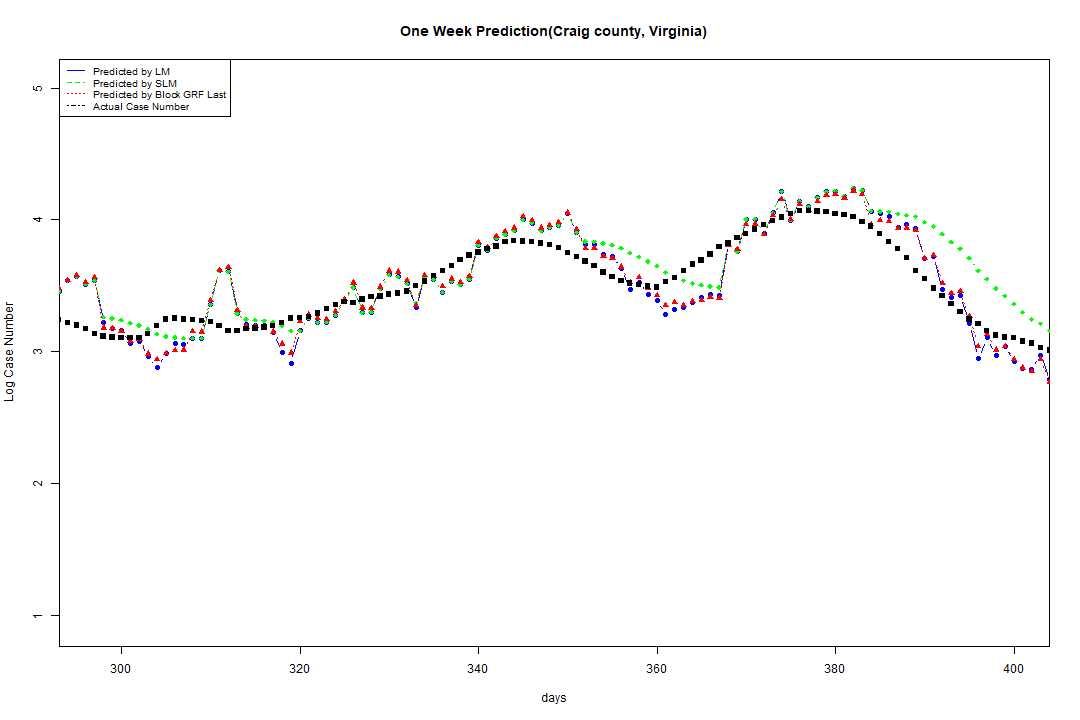 One Week Prediction(Craig county, Virginia)
Predicted by LM
Predicted by SLM
Predicted by Block GRF Last
Actual Case Number
5
4
3
2
1
Log Case Number
300 320 340 360 380 400
days